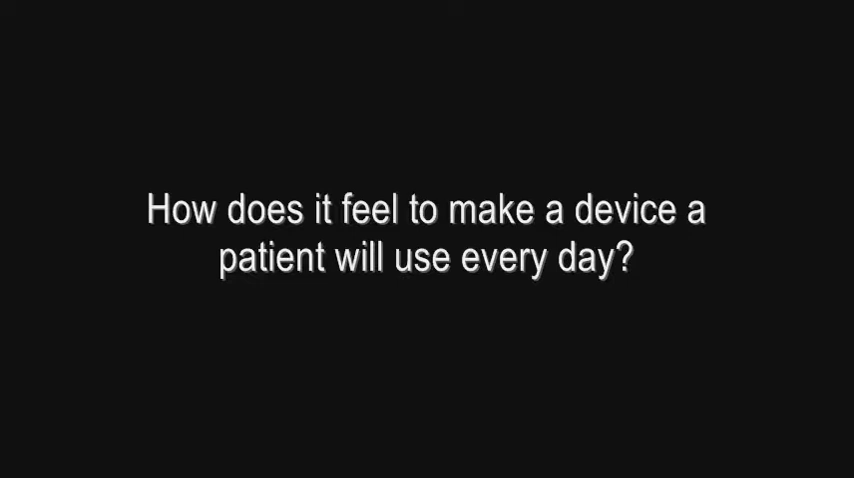 How does it feel to make a device a
patient will use every day?